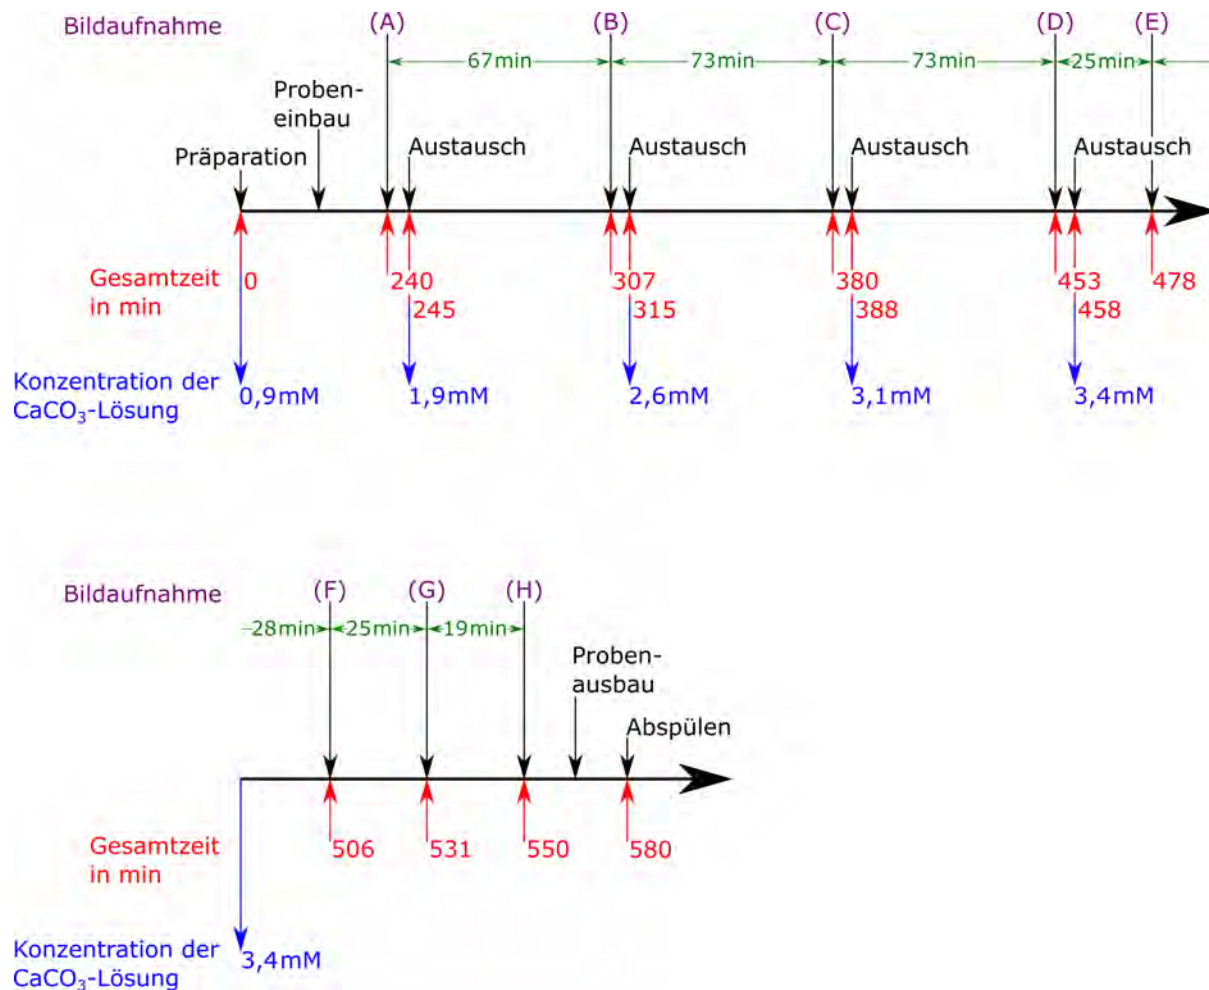 Bildaufnahme (A) (B) (C) (D) (E)
67min 73min 73min 25min
Proben-
einbau
Präparation Austausch Austausch Austausch Austausch
Gesamtzeit
in min
0 240 307 380 453 478
245 315 388 458
Konzentration der
CaCO₃-Lösung
0,9mM 1,9mM 2,6mM 3,1mM 3,4mM
Bildaufnahme (F) (G) (H)
28min 25min 19min
Proben-
ausbau
Abspülen
Gesamtzeit
in min
506 531 550 580
Konzentration der
CaCO₃-Lösung
3,4mM